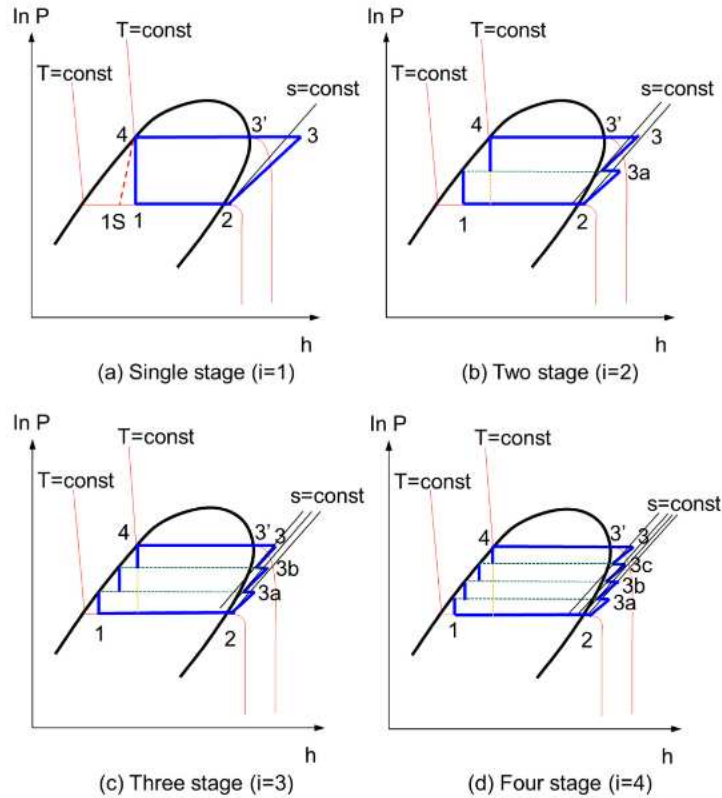 ln P
T=const
T=const
4
3'
3
1S
1
2
h
(a) Single stage (i=1)
ln P
T=const
T=const
s=const
4
3'
3
3a
1
2
h
(b) Two stage (i=2)
ln P
T=const
T=const
s=const
4
3'
3
3b
3a
1
2
h
(c) Three stage (i=3)
ln P
T=const
T=const
s=const
4
3'
3
3c
3b
3a
1
2
h
(d) Four stage (i=4)